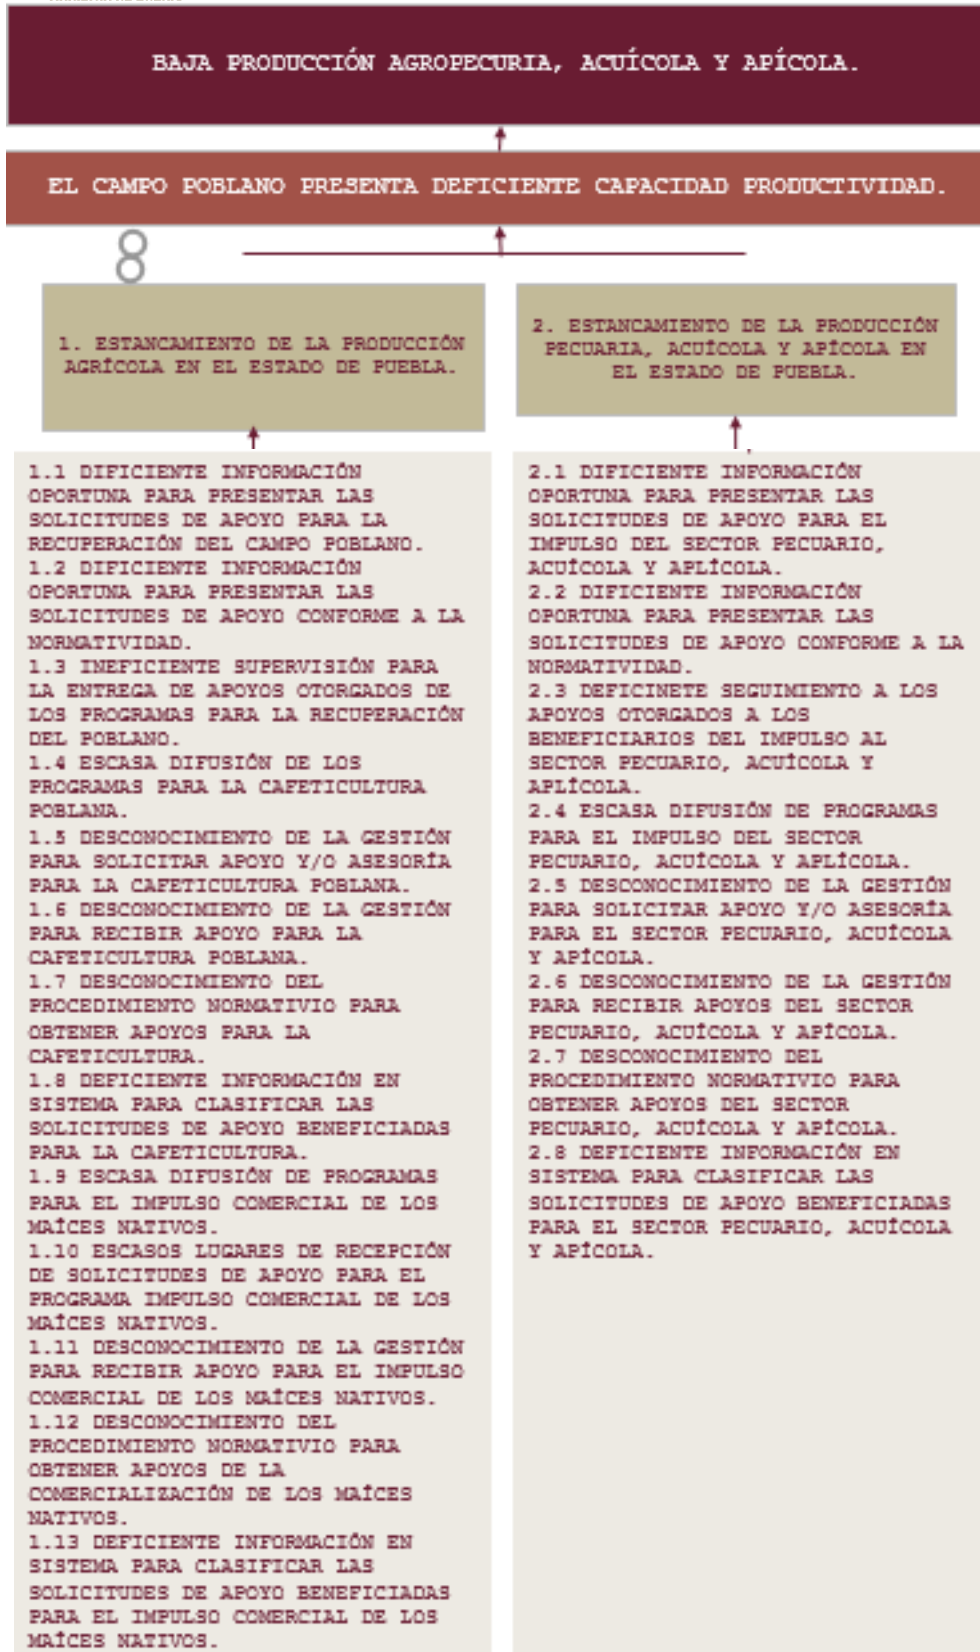 BAJA PRODUCCIÓN AGROPECURIA, ACUÍCOLA Y APÍCOLA.
EL CAMPO POBLANO PRESENTA DEFICIENTE CAPACIDAD PRODUCTIVIDAD.
1. ESTANCAMIENTO DE LA PRODUCCIÓN
AGRÍCOLA EN EL ESTADO DE PUEBLA.
2. ESTANCAMIENTO DE LA PRODUCCIÓN
PECUARIA, ACUÍCOLA Y APÍCOLA EN
EL ESTADO DE PUEBLA.
1.1 DIFICIENTE INFORMACIÓN
OPORTUNA PARA PRESENTAR LAS
SOLICITUDES DE APOYO PARA LA
RECUPERACIÓN DEL CAMPO POBLANO.
1.2 DIFICIENTE INFORMACIÓN
OPORTUNA PARA PRESENTAR LAS
SOLICITUDES DE APOYO CONFORME A LA
NORMATIVIDAD.
1.3 INEFICIENTE SUPERVISIÓN PARA
LA ENTREGA DE APOYOS OTORGADOS DE
LOS PROGRAMAS PARA LA RECUPERACIÓN
DEL POBLANO.
1.4 ESCASA DIFUSIÓN DE LOS
PROGRAMAS PARA LA CAFETICULTURA
POBLANA.
1.5 DESCONOCIMIENTO DE LA GESTIÓN
PARA SOLICITAR APOYO Y/O ASESORÍA
PARA LA CAFETICULTURA POBLANA.
1.6 DESCONOCIMIENTO DE LA GESTIÓN
PARA RECIBIR APOYO PARA LA
CAFETICULTURA POBLANA.
1.7 DESCONOCIMIENTO DEL
PROCEDIMIENTO NORMATIVIO PARA
OBTENER APOYOS PARA LA
CAFETICULTURA.
1.8 DEFICIENTE INFORMACIÓN EN
SISTEMA PARA CLASIFICAR LAS
SOLICITUDES DE APOYO BENEFICIADAS
PARA LA CAFETICULTURA.
1.9 ESCASA DIFUSIÓN DE PROGRAMAS
PARA EL IMPULSO COMERCIAL DE LOS
MAÍCES NATIVOS.
1.10 ESCASOS LUGARES DE RECEPCIÓN
DE SOLICITUDES DE APOYO PARA EL
PROGRAMA IMPULSO COMERCIAL DE LOS
MAÍCES NATIVOS.
1.11 DESCONOCIMIENTO DE LA GESTIÓN
PARA RECIBIR APOYO PARA EL IMPULSO
COMERCIAL DE LOS MAÍCES NATIVOS.
1.12 DESCONOCIMIENTO DEL
PROCEDIMIENTO NORMATIVIO PARA
OBTENER APOYOS DE LA
COMERCIALIZACIÓN DE LOS MAÍCES
NATIVOS.
1.13 DEFICIENTE INFORMACIÓN EN
SISTEMA PARA CLASIFICAR LAS
SOLICITUDES DE APOYO BENEFICIADAS
PARA EL IMPULSO COMERCIAL DE LOS
MAÍCES NATIVOS.
2.1 DIFICIENTE INFORMACIÓN
OPORTUNA PARA PRESENTAR LAS
SOLICITUDES DE APOYO PARA EL
IMPULSO DEL SECTOR PECUARIO,
ACUÍCOLA Y APLÍCOLA.
2.2 DIFICIENTE INFORMACIÓN
OPORTUNA PARA PRESENTAR LAS
SOLICITUDES DE APOYO CONFORME A LA
NORMATIVIDAD.
2.3 DEFICINETE SEGUIMIENTO A LOS
APOYOS OTORGADOS A LOS
BENEFICIARIOS DEL IMPULSO AL
SECTOR PECUARIO, ACUÍCOLA Y
APLÍCOLA.
2.4 ESCASA DIFUSIÓN DE PROGRAMAS
PARA EL IMPULSO DEL SECTOR
PECUARIO, ACUÍCOLA Y APLÍCOLA.
2.5 DESCONOCIMIENTO DE LA GESTIÓN
PARA SOLICITAR APOYO Y/O ASESORÍA
PARA EL SECTOR PECUARIO, ACUÍCOLA
Y APÍCOLA.
2.6 DESCONOCIMIENTO DE LA GESTIÓN
PARA RECIBIR APOYOS DEL SECTOR
PECUARIO, ACUÍCOLA Y APÍCOLA.
2.7 DESCONOCIMIENTO DEL
PROCEDIMIENTO NORMATIVIO PARA
OBTENER APOYOS DEL SECTOR
PECUARIO, ACUÍCOLA Y APÍCOLA.
2.8 DEFICIENTE INFORMACIÓN EN
SISTEMA PARA CLASIFICAR LAS
SOLICITUDES DE APOYO BENEFICIADAS
PARA EL SECTOR PECUARIO, ACUÍCOLA
Y APÍCOLA.